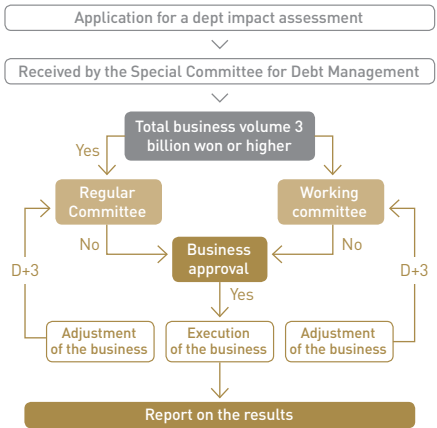 Application for a dept impact assessment
Received by the Special Committee for Debt Management
Total business volume 3
billion won or higher
Yes
Regular
Committee
Working
committee
No
No
Business
approval
D+3
D+3
Yes
Adjustment
of the business
Execution
of the business
Adjustment
of the business
Report on the results